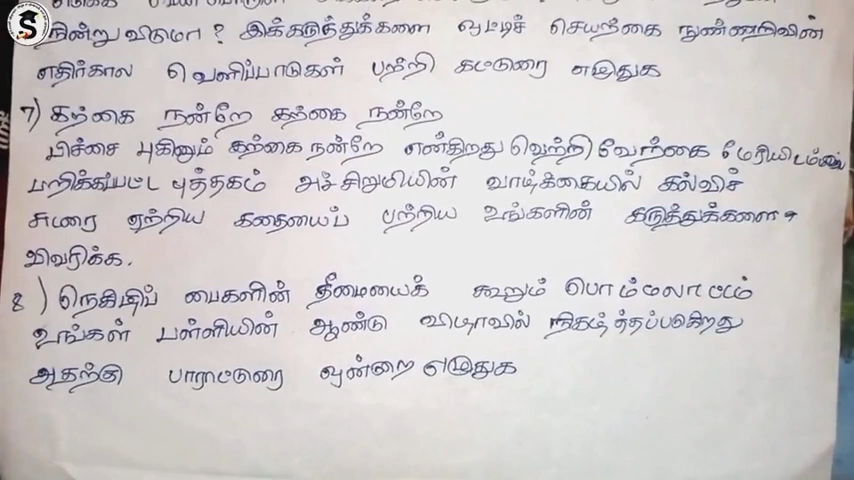 நின்றுவிடுமா? இக்கருத்துக்களை ஒட்டிச் செயற்கை நுண்ணறிவின்
எதிர்கால வெளிப்பாடுகள் பற்றி கட்டுரை எழுதுக
7) கற்கை நன்றே கற்கை நன்றே
பிச்சை புகினும் கற்கை நன்றே என்கிறது வெற்றி வேற்கை மேரியிடமிருந்து
பறிக்கப்பட்ட புத்தகம் அச்சிறுமியின் வாழ்க்கையில் கல்விச்
சுடரை ஏற்றிய கதையைப் பற்றிய உங்களின் கருத்துக்களை
விவரிக்க.
8) நெகிழிப் பைகளின் தீமையைக் கூறும் பொம்மலாட்டம்
உங்கள் பள்ளியின் ஆண்டு விழாவில் நிகழ்த்தப்படுகிறது
அதற்கு பாராட்டுரை ஒன்றை எழுதுக